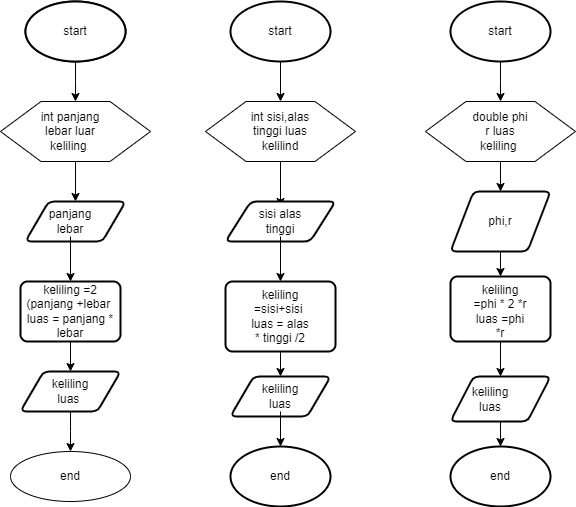 start
int panjang
lebar luar
keliling
panjang
lebar
keliling =2
(panjang +lebar
luas = panjang *
lebar
keliling
luas
end
start
int sisi,alas
tinggi luas
kelilind
sisi alas
tinggi
keliling
=sisi+sisi
luas = alas
* tinggi /2
keliling
luas
end
start
double phi
r luas
keliling
phi,r
keliling
=phi * 2 *r
luas =phi
*r
keliling
luas
end